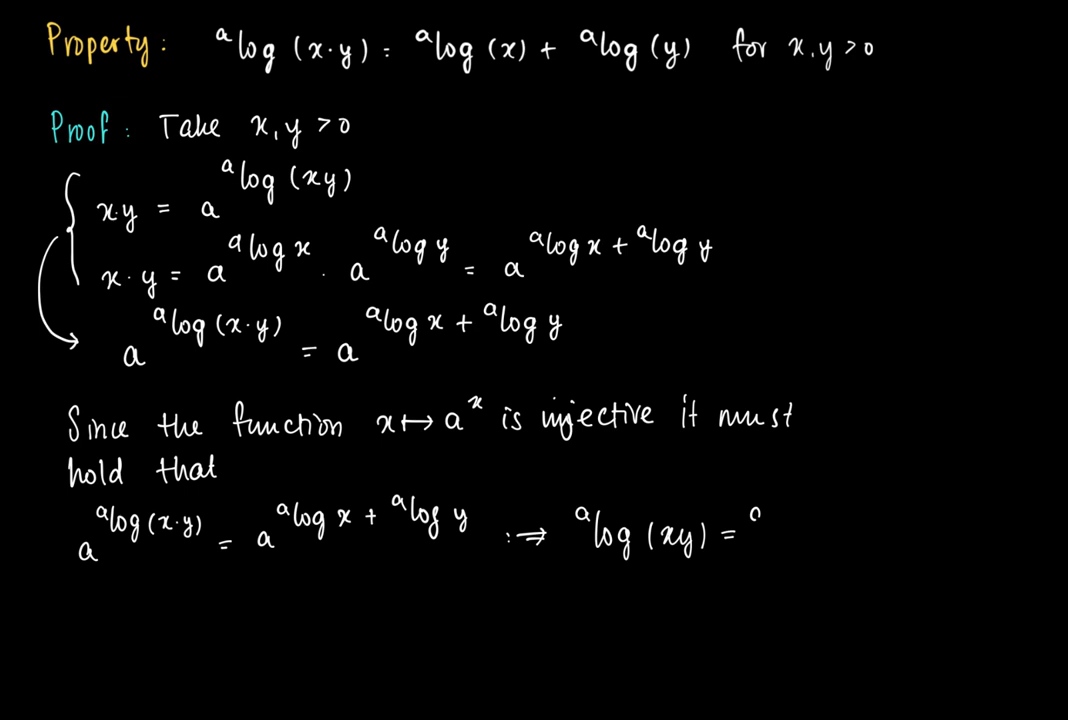 Property: ᵃlog (x·y) = ᵃlog (x) + ᵃlog (y) for x,y > 0
Proof: Take x, y > 0
x·y = a^{ᵃlog (xy)}
x·y = a^{ᵃlog x} · a^{ᵃlog y} = a^{ᵃlog x + ᵃlog y}
a^{ᵃlog (x·y)} = a^{ᵃlog x + ᵃlog y}
Since the function x ↦ a^x is injective it must
hold that
a^{ᵃlog (x·y)} = a^{ᵃlog x + ᵃlog y} :⇒ ᵃlog (xy) =